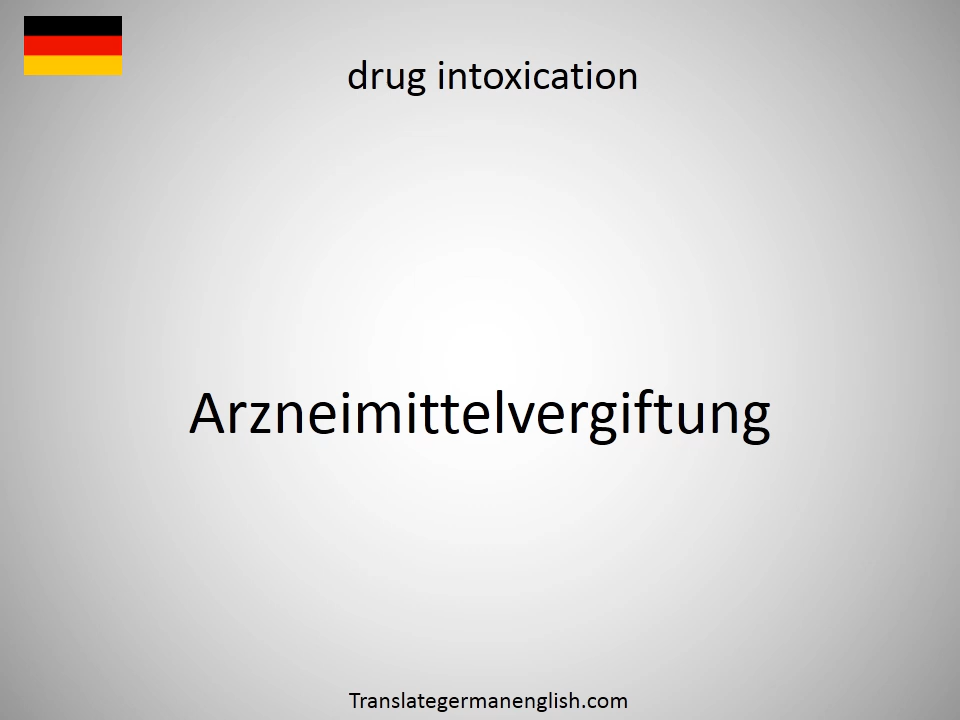 drug intoxication
Arzneimittelvergiftung
Translategermanenglish.com